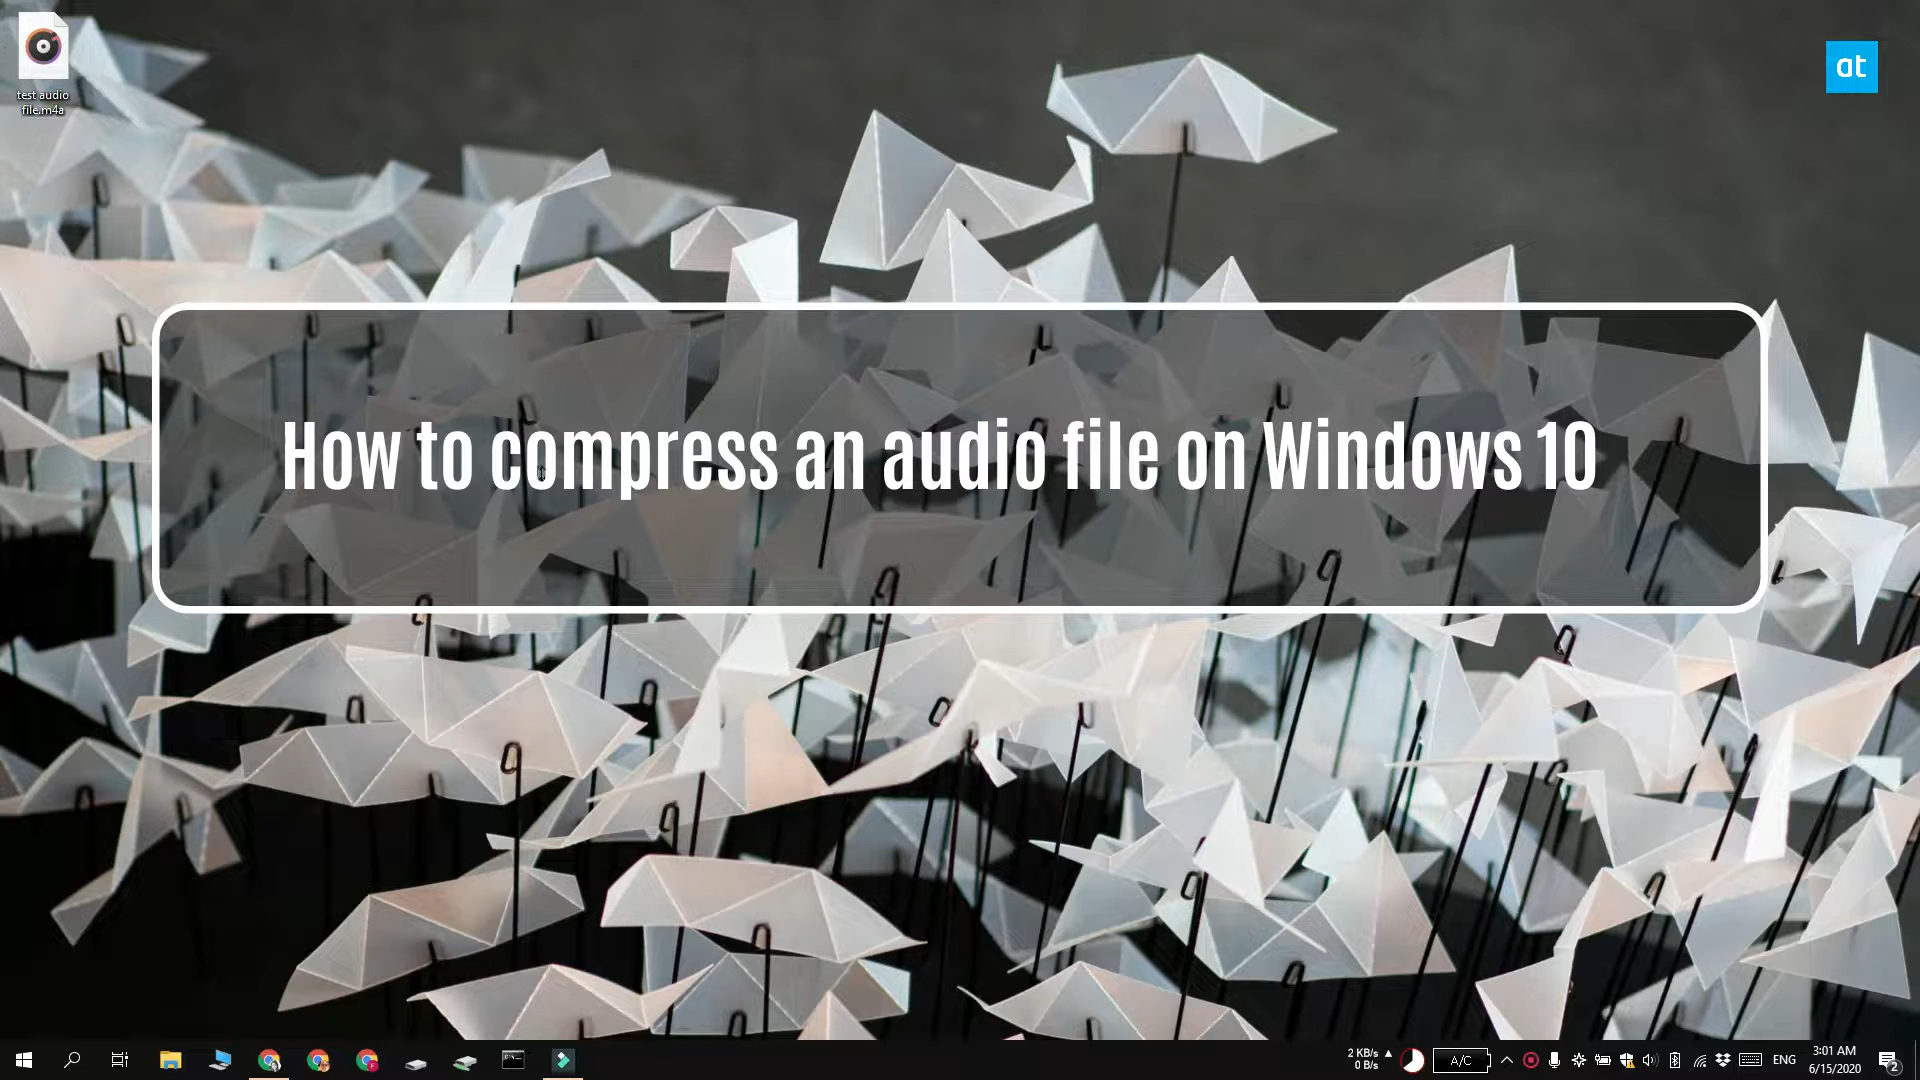 test audio
file.m4a
at
How to compress an audio file on Windows 10
2 KB/s
0 B/s
A/C
ENG
3:01 AM
6/15/2020
2